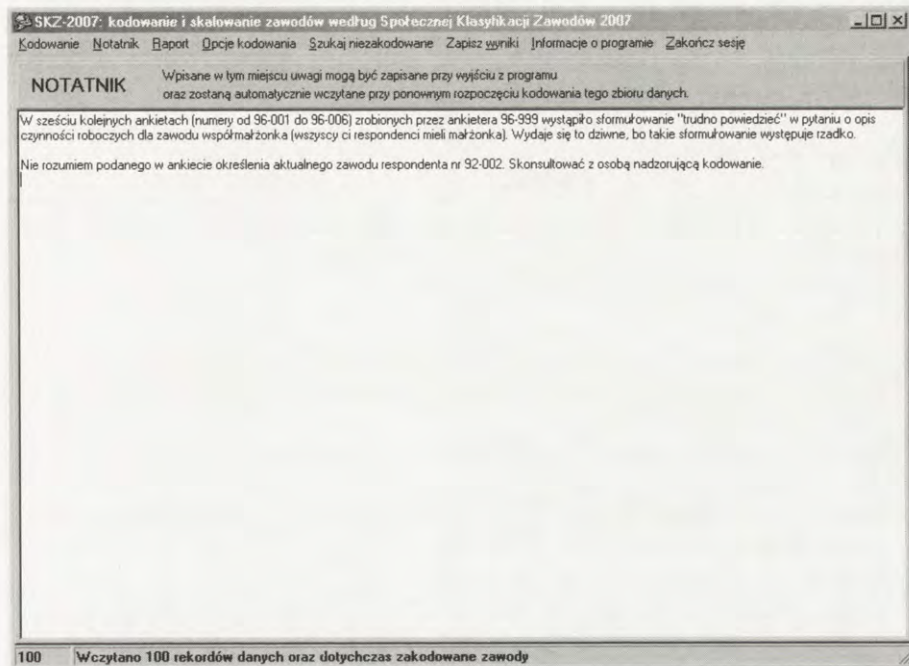 SKZ-2007: kodowanie i skalowanie zawodów według Społecznej Klasyfikacji Zawodów 2007
Kodowanie Notatnik Raport Opcje kodowania Szukaj niezakodowane Zapisz wyniki Informacje o programie Zakończ sesję
NOTATNIK
Wpisane w tym miejscu uwagi mogą być zapisane przy wyjściu z programu
oraz zostaną automatycznie wczytane przy ponownym rozpoczęciu kodowania tego zbioru danych.
W sześciu kolejnych ankietach (numery od 96-001 do 96-006) zrobionych przez ankietera 96-999 wystąpiło sformułowanie "trudno powiedzieć" w pytaniu o opis
czynności roboczych dla zawodu współmałżonka (wszyscy ci respondenci mieli małżonka). Wydaje się to dziwne, bo takie sformułowanie występuje rzadko.
Nie rozumiem podanego w ankiecie określenia aktualnego zawodu respondenta nr 92-002. Skonsultować z osobą nadzorującą kodowanie.
100 Wczytano 100 rekordów danych oraz dotychczas zakodowane zawody